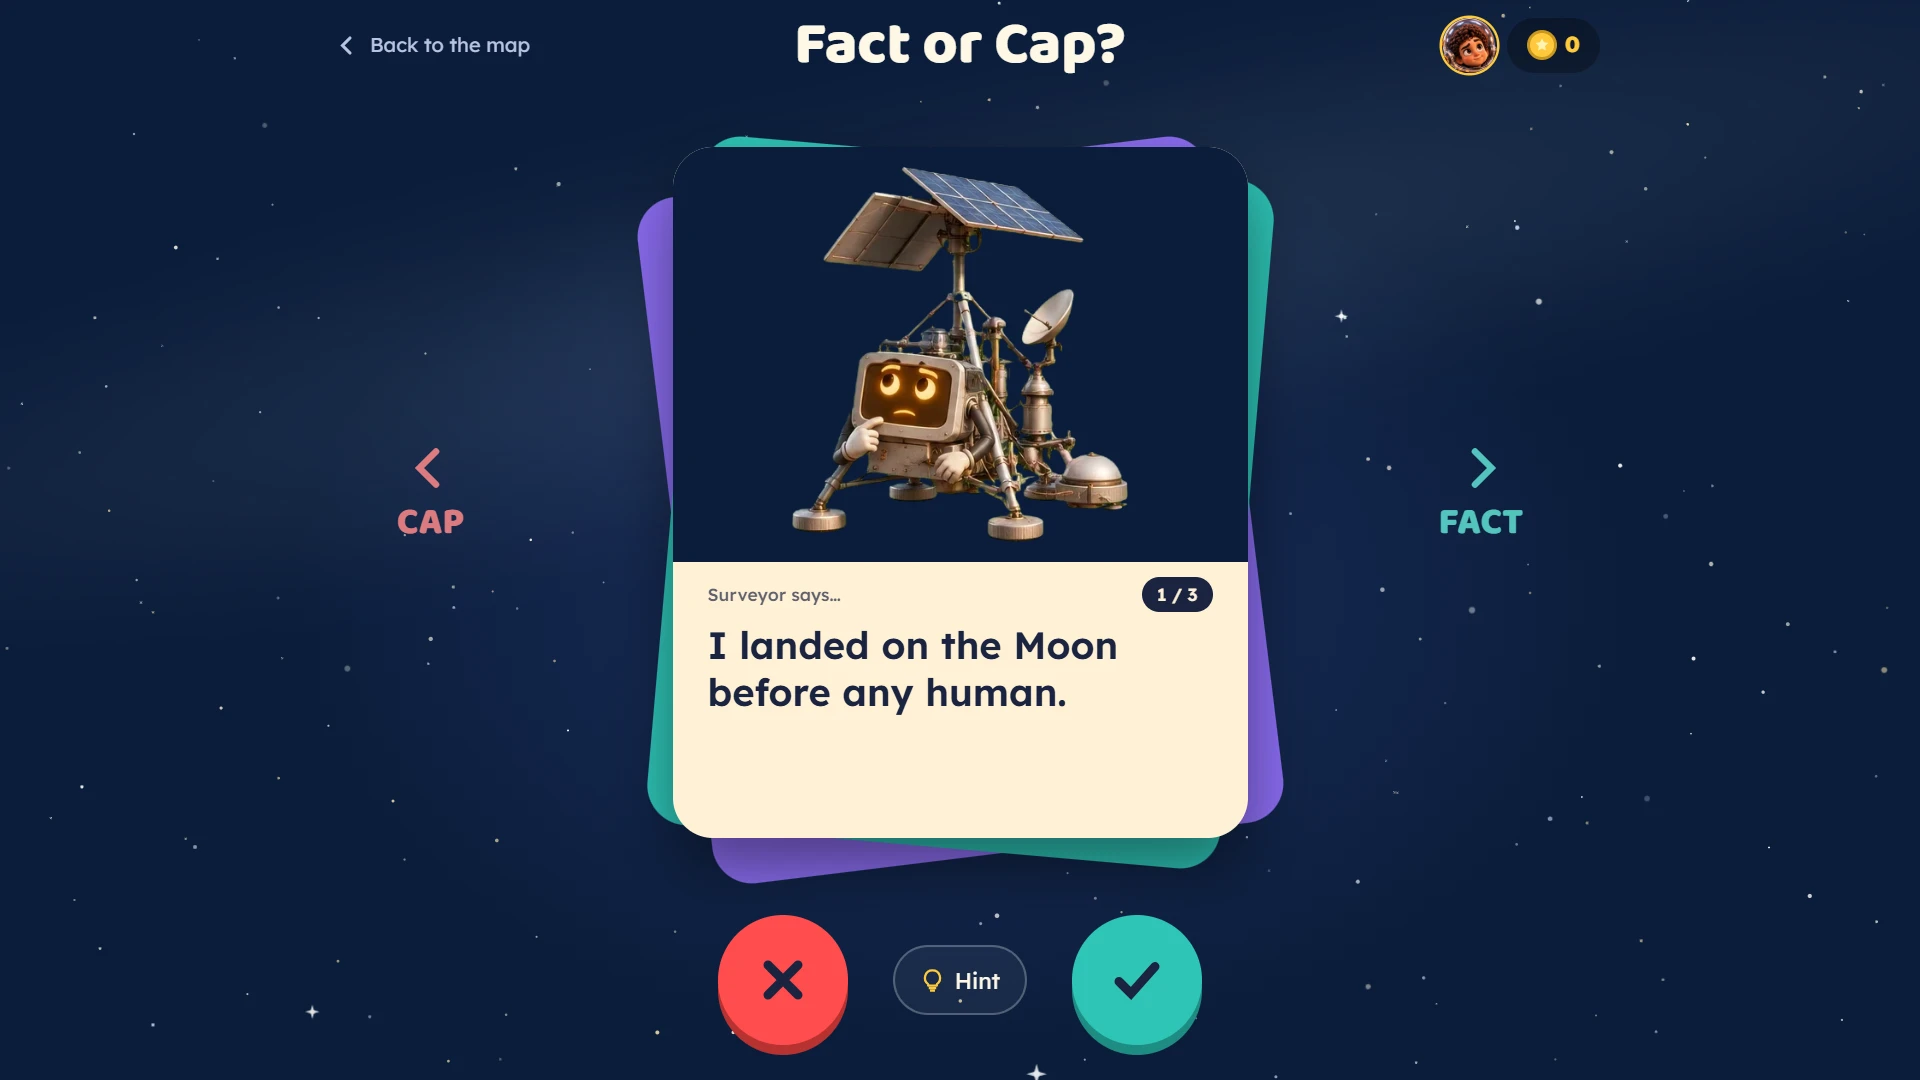 Back to the map
Fact or Cap?
0
CAP
FACT
Surveyor says...
1 / 3
I landed on the Moon
before any human.
Hint